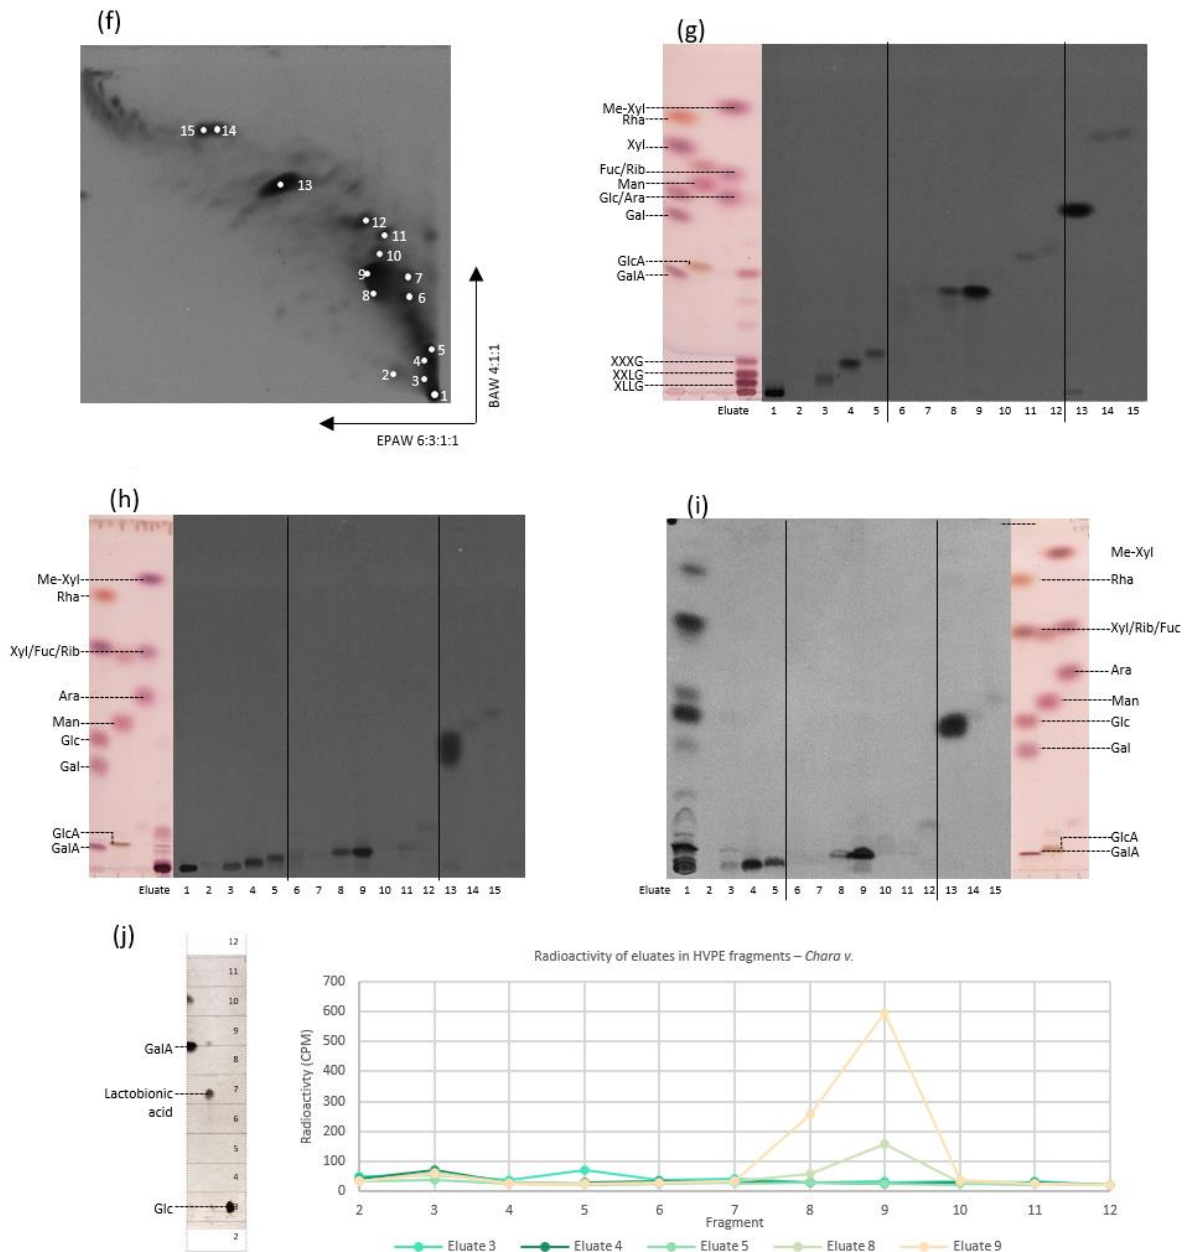 (f)
15
14
13
12
11
10
9
7
8
6
5
4
2
3
1
BAW 4:1:1
EPAW 6:3:1:1
(g)
Me-Xyl
Rha
Xyl
Fuc/Rib
Man
Glc/Ara
Gal
GlcA
GalA
XXXG
XXLG
XLLG
Eluate 1 2 3 4 5 6 7 8 9 10 11 12 13 14 15
(h)
Me-Xyl
Rha
Xyl/Fuc/Rib
Ara
Man
Glc
Gal
GlcA
GalA
Eluate 1 2 3 4 5 6 7 8 9 10 11 12 13 14 15
(i)
Me-Xyl
Rha
Xyl/Rib/Fuc
Ara
Man
Glc
Gal
GlcA
GalA
Eluate 1 2 3 4 5 6 7 8 9 10 11 12 13 14 15
(j)
12
11
10
9
GalA
8
Lactobionic
acid
7
6
5
4
Glc
3
2
Radioactivity of eluates in HVPE fragments – Chara v.
Radioactivty (CPM)
700
600
500
400
300
200
100
0
2 3 4 5 6 7 8 9 10 11 12
Fragment
Eluate 3 Eluate 4 Eluate 5 Eluate 8 Eluate 9